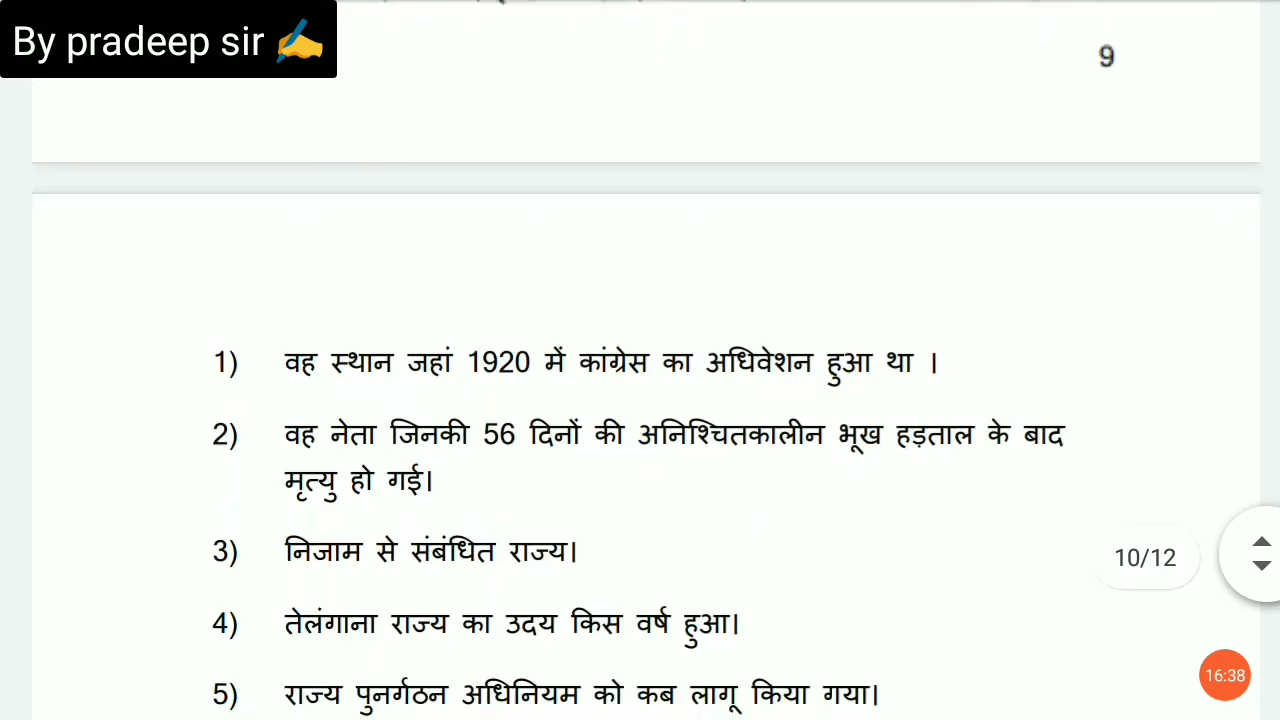 By pradeep sir ✍️
9
1) वह स्थान जहां 1920 में कांग्रेस का अधिवेशन हुआ था ।
2) वह नेता जिनकी 56 दिनों की अनिश्चितकालीन भूख हड़ताल के बाद
मृत्यु हो गई।
3) निजाम से संबंधित राज्य।
10/12
4) तेलंगाना राज्य का उदय किस वर्ष हुआ।
16:38
5) राज्य पुनर्गठन अधिनियम को कब लागू किया गया।